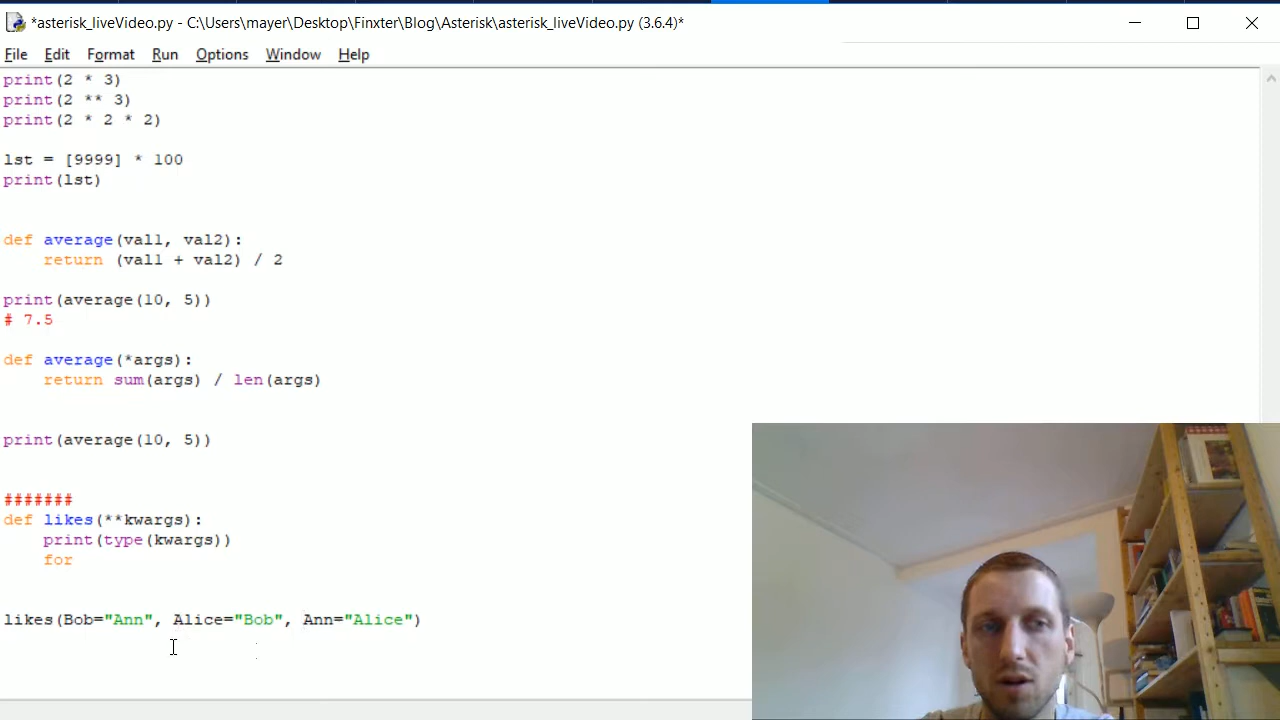 *asterisk_liveVideo.py - C:\Users\mayer\Desktop\Finxter\Blog\Asterisk\asterisk_liveVideo.py (3.6.4)*
File Edit Format Run Options Window Help
print(2 * 3)
print(2 ** 3)
print(2 * 2 * 2)
lst = [9999] * 100
print(lst)
def average(val1, val2):
    return (val1 + val2) / 2
print(average(10, 5))
# 7.5
def average(*args):
    return sum(args) / len(args)
print(average(10, 5))
#######
def likes(**kwargs):
    print(type(kwargs))
    for
likes(Bob="Ann", Alice="Bob", Ann="Alice")